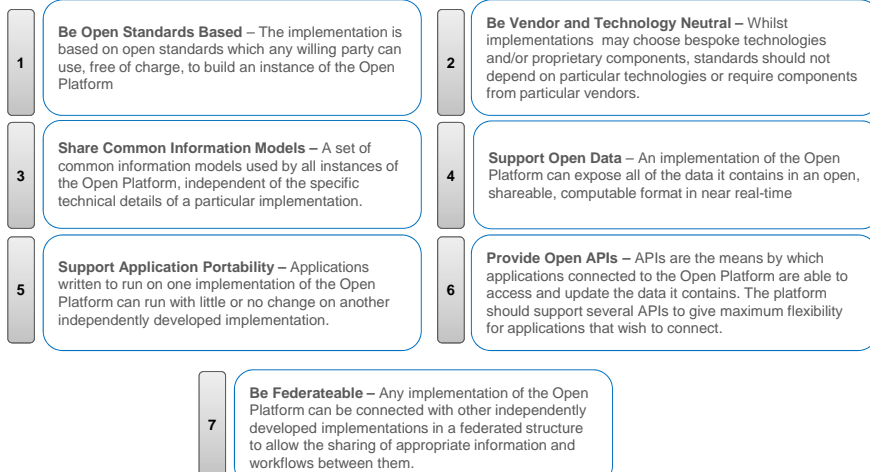 1
Be Open Standards Based – The implementation is
based on open standards which any willing party can
use, free of charge, to build an instance of the Open
Platform
2
Be Vendor and Technology Neutral – Whilst
implementations may choose bespoke technologies
and/or proprietary components, standards should not
depend on particular technologies or require components
from particular vendors.
3
Share Common Information Models – A set of
common information models used by all instances of
the Open Platform, independent of the specific
technical details of a particular implementation.
4
Support Open Data – An implementation of the Open
Platform can expose all of the data it contains in an open,
shareable, computable format in near real-time
5
Support Application Portability – Applications
written to run on one implementation of the Open
Platform can run with little or no change on another
independently developed implementation.
6
Provide Open APIs – APIs are the means by which
applications connected to the Open Platform are able to
access and update the data it contains. The platform
should support several APIs to give maximum flexibility
for applications that wish to connect.
7
Be Federateable – Any implementation of the Open
Platform can be connected with other independently
developed implementations in a federated structure
to allow the sharing of appropriate information and
workflows between them.